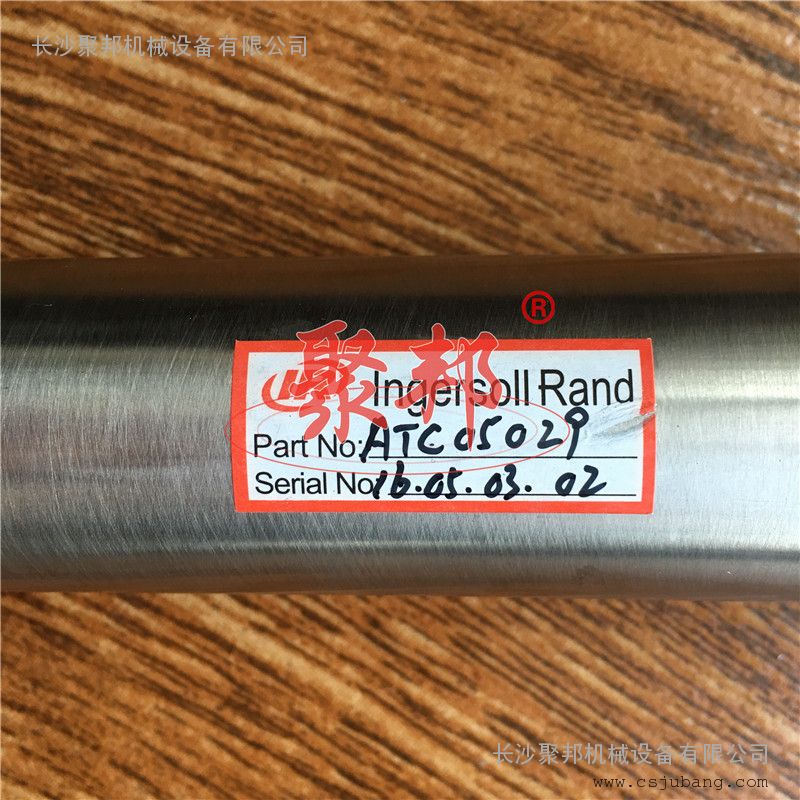 长沙聚邦机械设备有限公司
®
聚邦
IR Ingersoll Rand
Part No: ATC05029
Serial No: 16.05.03.02
长沙聚邦机械设备有限公司
www.csjubang.com